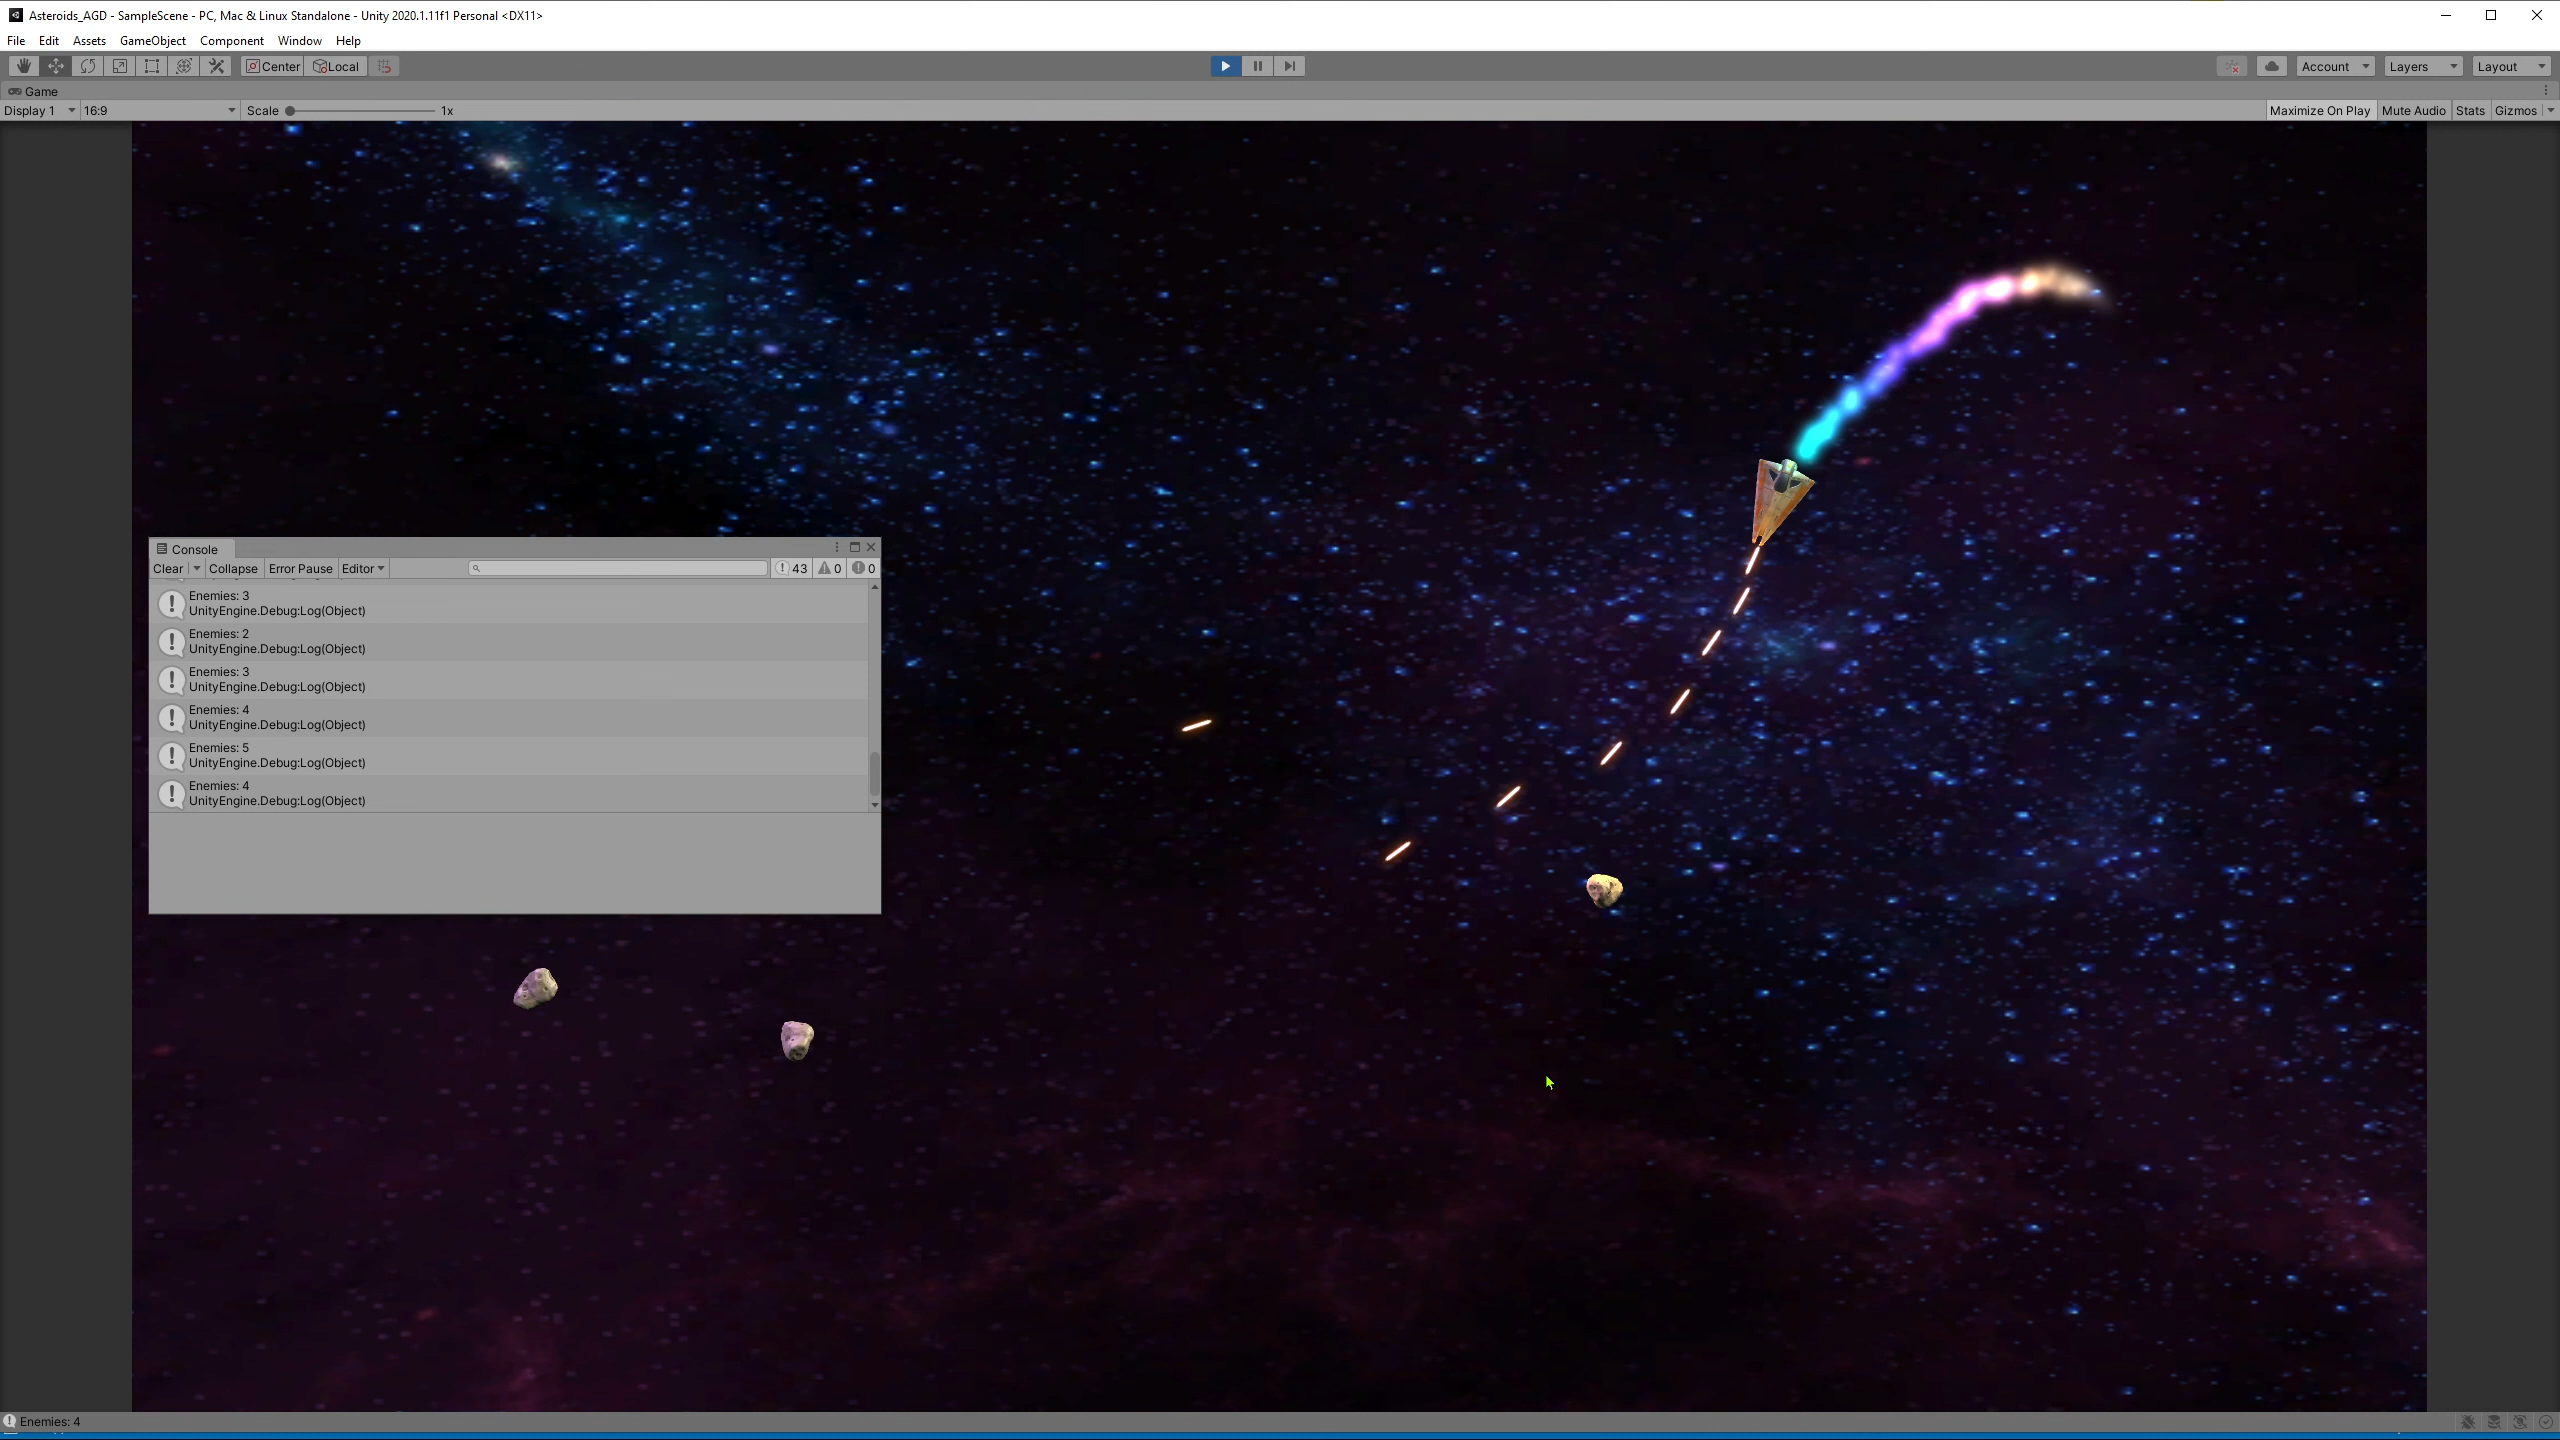 Asteroids_AGD - SampleScene - PC, Mac & Linux Standalone - Unity 2020.1.11f1 Personal <DX11>
File Edit Assets GameObject Component Window Help
Center Local Account Layers Layout
Game
Display 1 16:9 Scale 1x Maximize On Play Mute Audio Stats Gizmos
Console
Clear Collapse Error Pause Editor 43 0 0
Enemies: 3
UnityEngine.Debug:Log(Object)
Enemies: 2
UnityEngine.Debug:Log(Object)
Enemies: 3
UnityEngine.Debug:Log(Object)
Enemies: 4
UnityEngine.Debug:Log(Object)
Enemies: 5
UnityEngine.Debug:Log(Object)
Enemies: 4
UnityEngine.Debug:Log(Object)
Enemies: 4